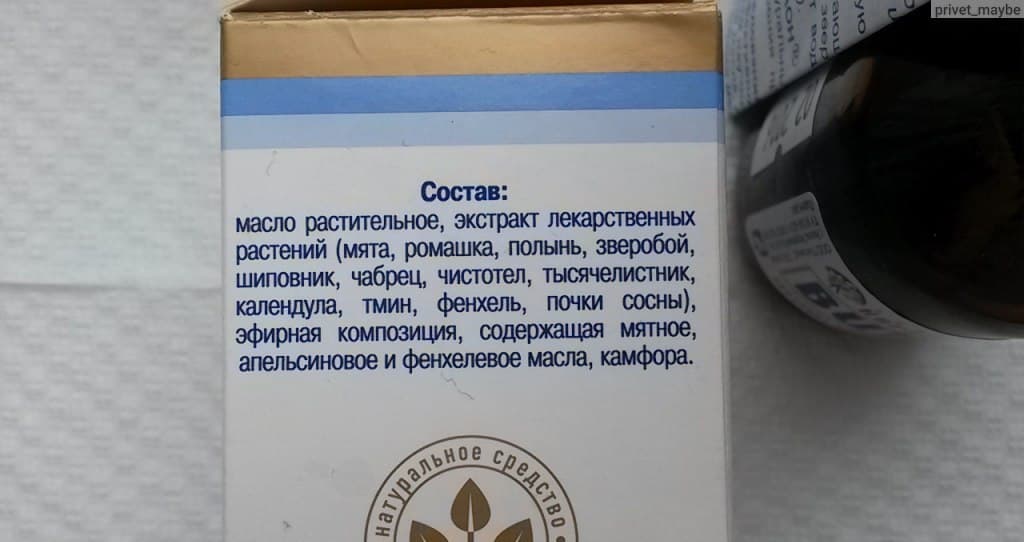 privet_maybe
Состав:
масло растительное, экстракт лекарственных
растений (мята, ромашка, полынь, зверобой,
шиповник, чабрец, чистотел, тысячелистник,
календула, тмин, фенхель, почки сосны),
эфирная композиция, содержащая мятное,
апельсиновое и фенхелевое масла, камфора.
натуральное средство